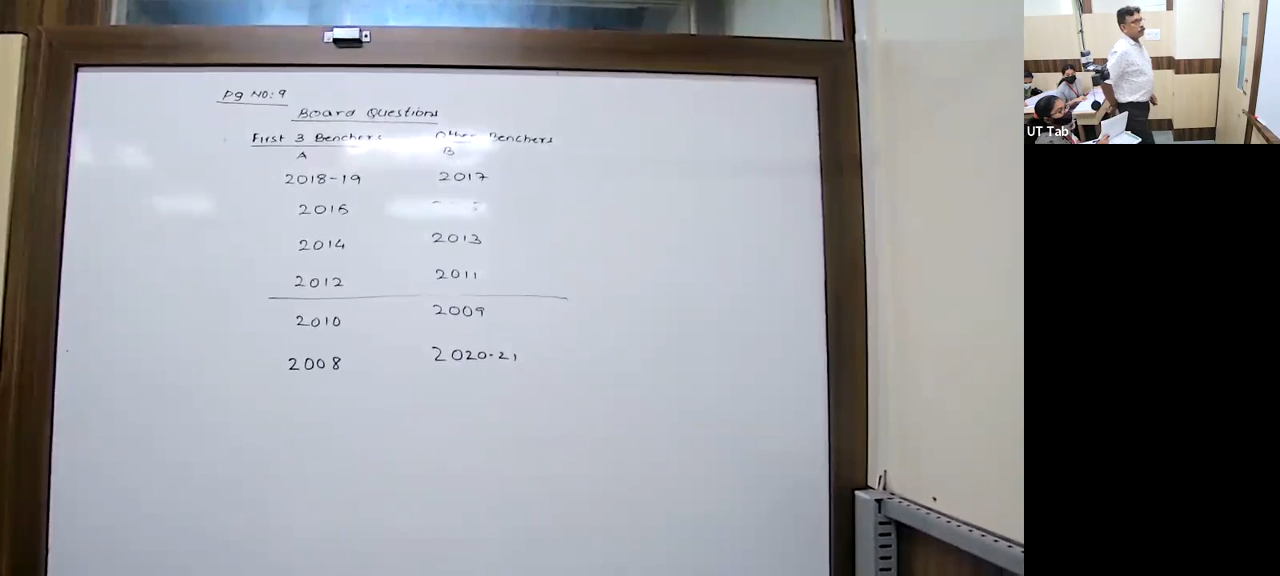 Pg NO: 9
Board Questions
First 3 Benchers Other Benchers
A B
2018-19 2017
2016
2014 2013
2012 2011
2010 2009
2008 2020-21
UT Tab